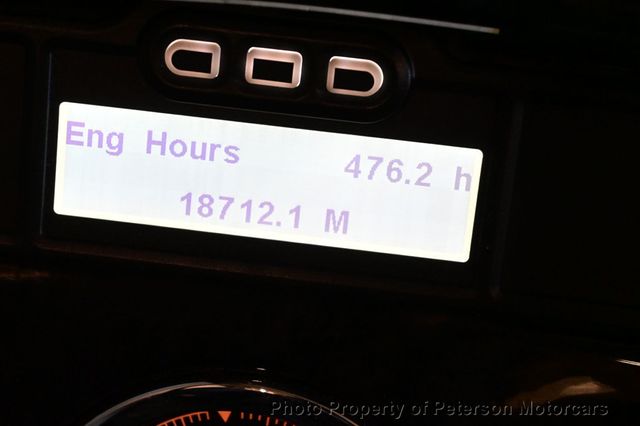 Eng Hours 476.2 h
18712.1 M
Photo Property of Peterson Motorcars